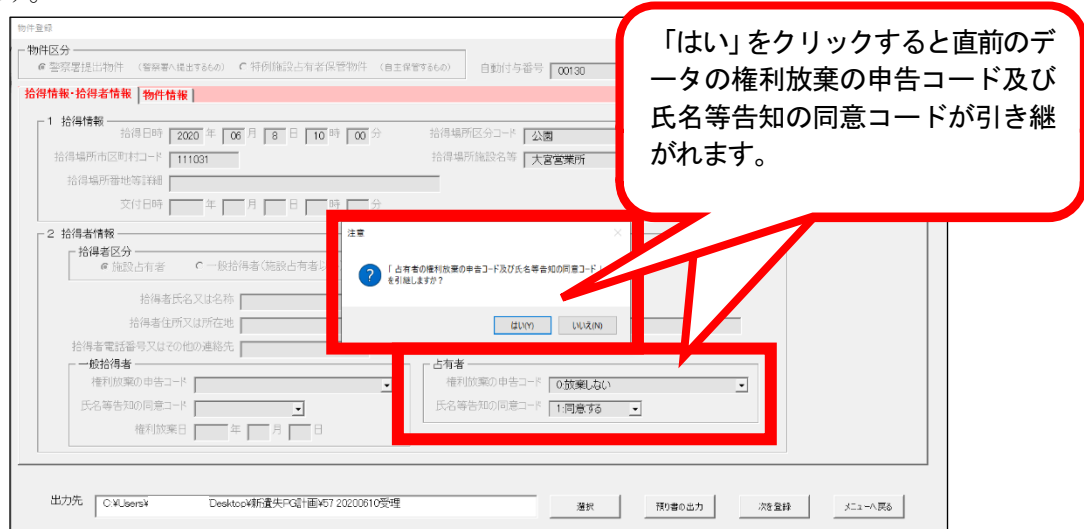 す。
物件登録
物件区分
警察署提出物件 (警察署へ提出するもの) 特例施設占有者保管物件 (自主保管するもの) 自動付与番号 00130
拾得情報・拾得者情報 物件情報
1 拾得情報
拾得日時 2020 年 06 月 8 日 10 時 00 分 拾得場所区分コード 公園
拾得場所市区町村コード 111031 拾得場所施設名等 大宮営業所
拾得場所番地等詳細
交付日時 年 月 日 時 分
2 拾得者情報
拾得者区分
施設占有者 一般拾得者(施設占有者以
拾得者氏名又は名称
拾得者住所又は所在地
拾得者電話番号又はその他の連絡先
一般拾得者
権利放棄の申告コード
氏名等告知の同意コード
権利放棄日 年 月 日
占有者
権利放棄の申告コード 0:放棄しない
氏名等告知の同意コード 1:同意する
注意
「占有者の権利放棄の申告コード及び氏名等告知の同意コード」
を引継しますか?
はい(Y) いいえ(N)
「はい」をクリックすると直前のデ
ータの権利放棄の申告コード及び
氏名等告知の同意コードが引き継
がれます。
出力先 C:¥Users¥ Desktop¥新遺失PG計画¥57 20200610受理 選択 預り書の出力 次を登録 メニューへ戻る